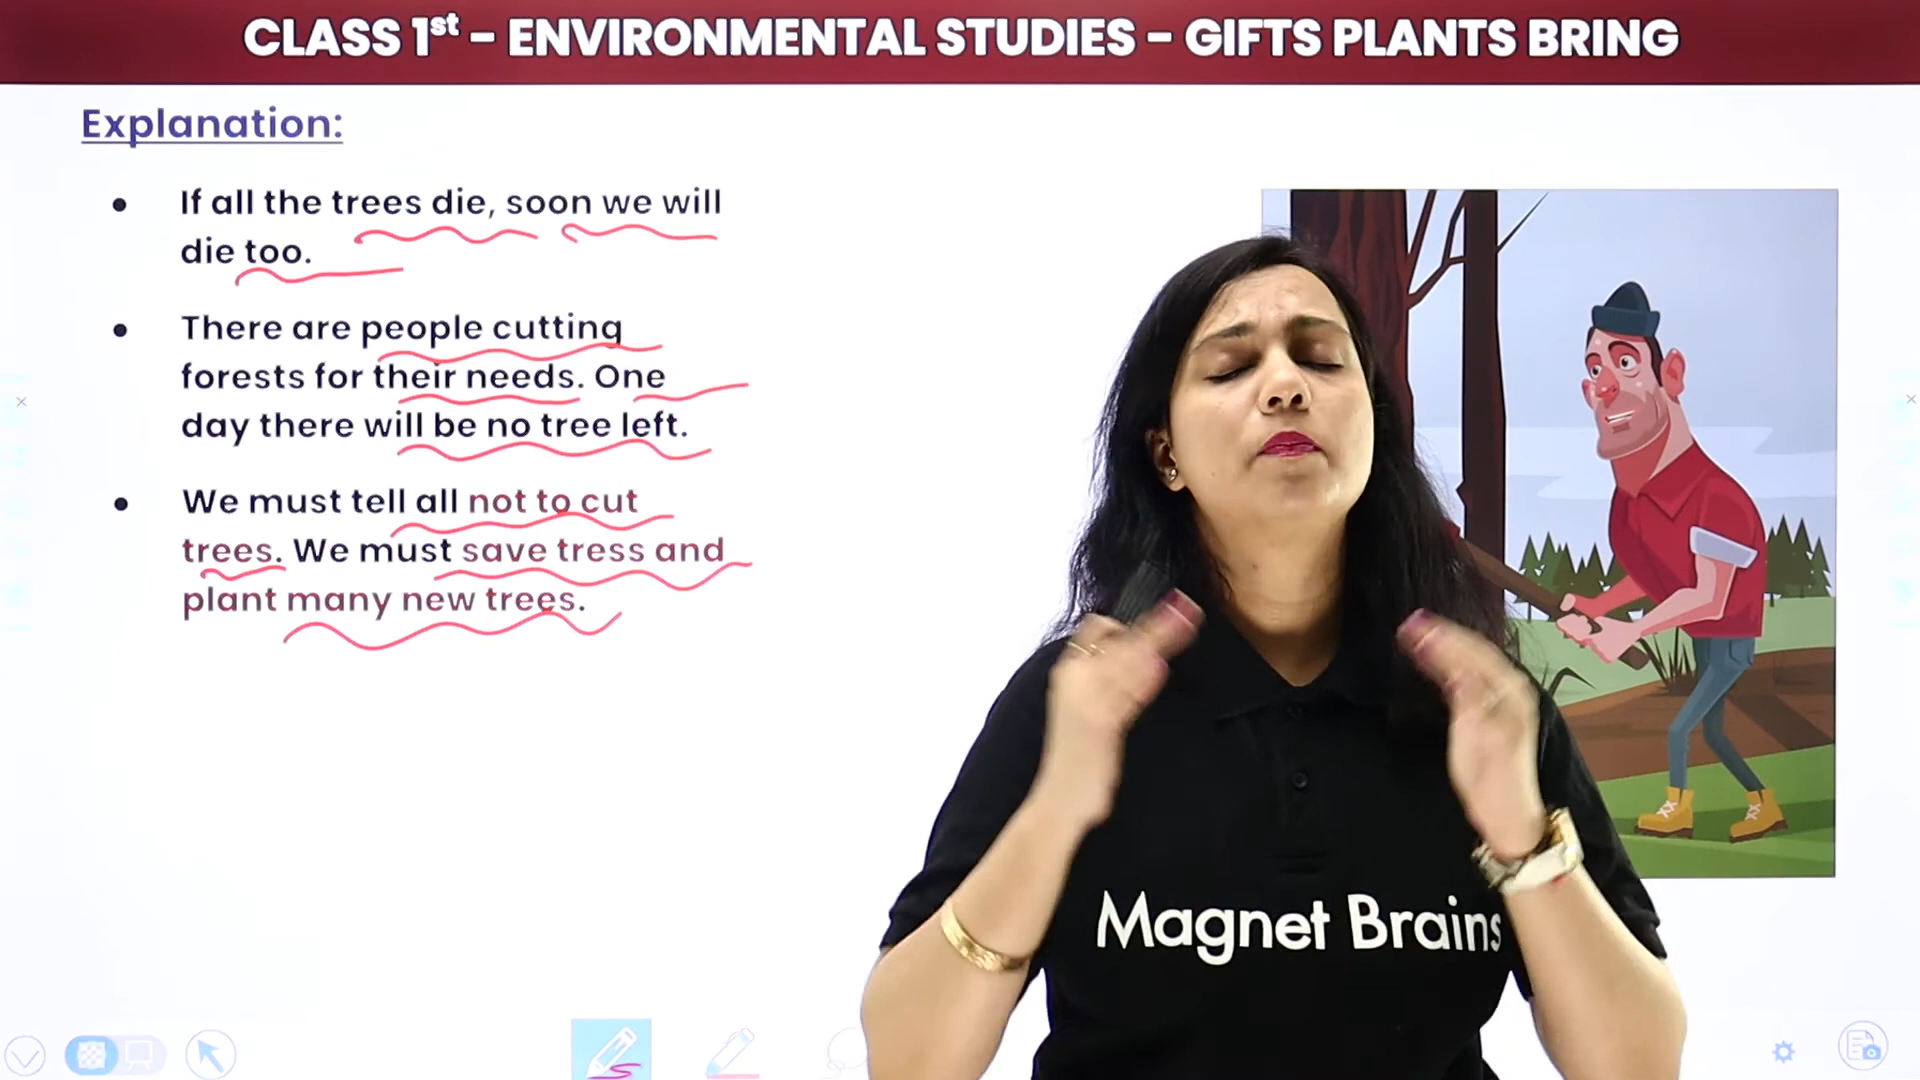 CLASS 1st – ENVIRONMENTAL STUDIES – GIFTS PLANTS BRING
Explanation:
• If all the trees die, soon we will
die too.
• There are people cutting
forests for their needs. One
day there will be no tree left.
• We must tell all not to cut
trees. We must save tress and
plant many new trees.
Magnet Brains